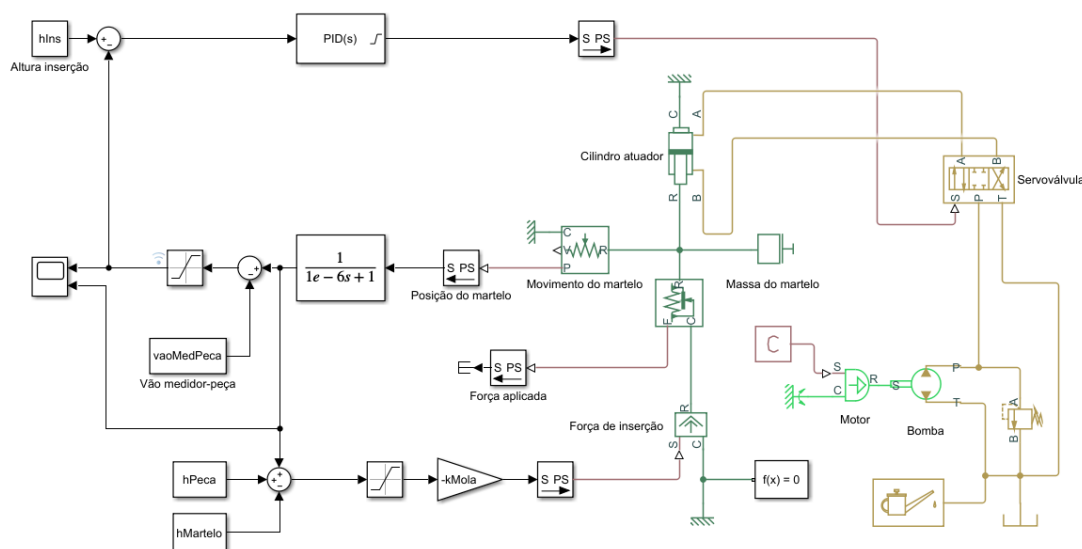 hIns
Altura inserção
+
−
PID(s)
S PS
C
A
Cilindro atuador
B
R
A
B
S
P
T
Servoválvula
+
−
1
1e - 6s + 1
S PS
Posição do martelo
C
V
R
P
Movimento do martelo
Massa do martelo
vaoMedPeca
Vão medidor-peça
R
F
C
S PS
Força aplicada
C
S
C
R
S
Motor
P
T
Bomba
A
B
R
S
C
Força de inserção
hPeca
hMartelo
+
+
−
-kMola
S PS
f(x) = 0